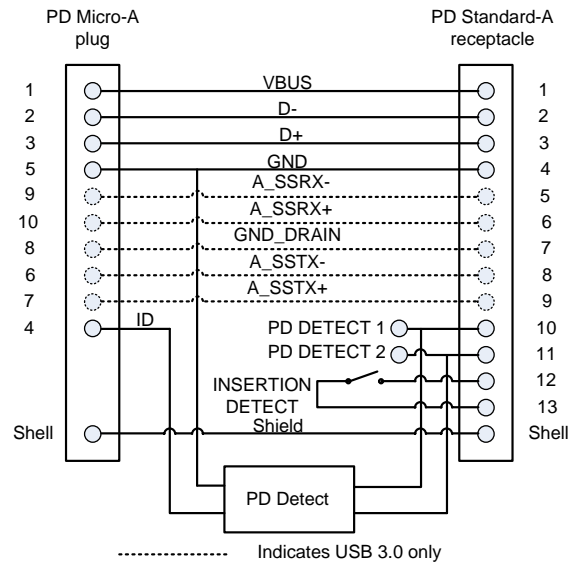 PD Micro-A
plug
PD Standard-A
receptacle
1 VBUS 1
2 D- 2
3 D+ 3
5 GND 4
9 A_SSRX- 5
10 A_SSRX+ 6
8 GND_DRAIN 7
6 A_SSTX- 8
7 A_SSTX+ 9
4 ID PD DETECT 1 10
PD DETECT 2 11
INSERTION 12
DETECT 13
Shell Shield Shell
PD Detect
Indicates USB 3.0 only